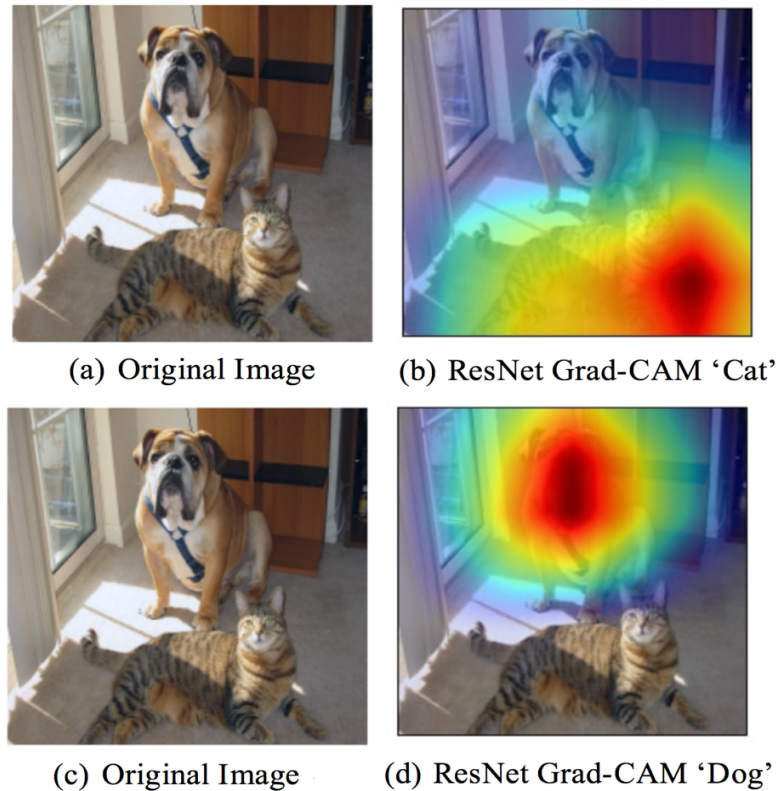 (a) Original Image
(b) ResNet Grad-CAM ‘Cat’
(c) Original Image
(d) ResNet Grad-CAM ‘Dog’